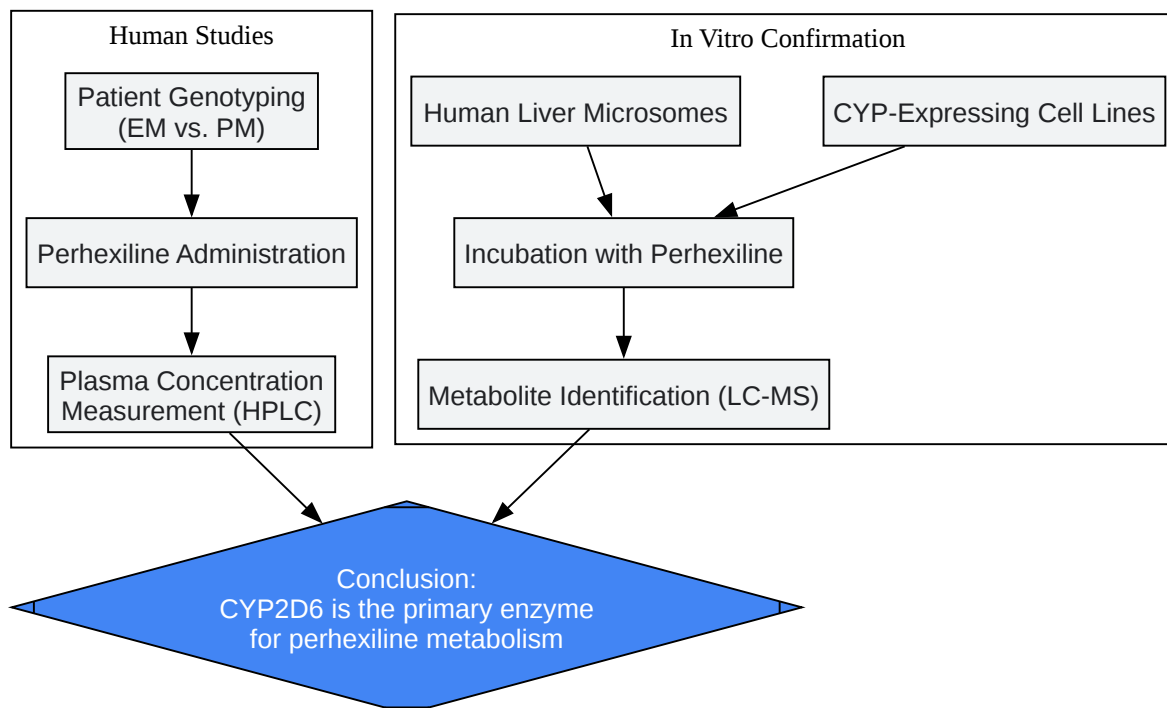 Human Studies
Patient Genotyping
(EM vs. PM)
Perhexiline Administration
Plasma Concentration
Measurement (HPLC)
In Vitro Confirmation
Human Liver Microsomes
CYP-Expressing Cell Lines
Incubation with Perhexiline
Metabolite Identification (LC-MS)
Conclusion:
CYP2D6 is the primary enzyme
for perhexiline metabolism